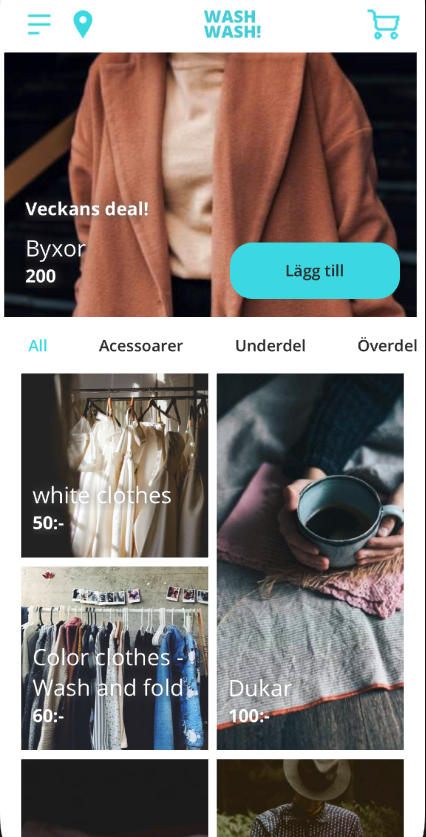 WASH
WASH!
Veckans deal!
Byxor
200
Lägg till
All
Acessoarer
Underdel
Överdel
white clothes
50:-
Color clothes -
Wash and fold
60:-
Dukar
100:-